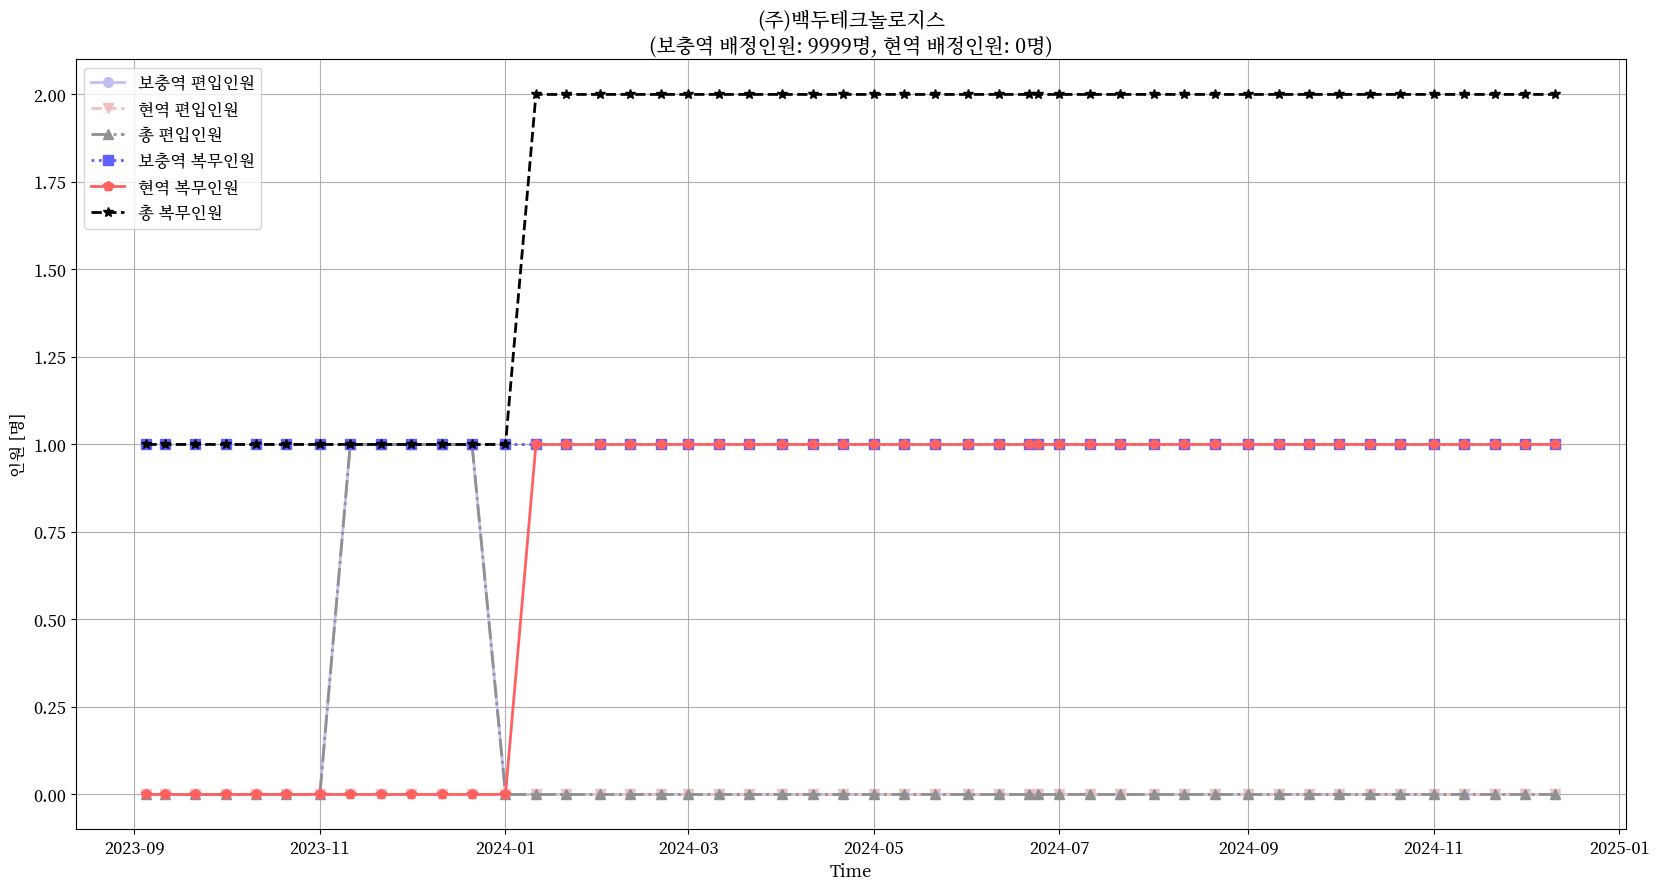 (주)백두테크놀로지스
(보충역 배정인원: 9999명, 현역 배정인원: 0명)
보충역 편입인원
현역 편입인원
총 편입인원
보충역 복무인원
현역 복무인원
총 복무인원
2.00
1.75
1.50
1.25
1.00
0.75
0.50
0.25
0.00
인원 [명]
2023-09 2023-11 2024-01 2024-03 2024-05 2024-07 2024-09 2024-11 2025-01
Time